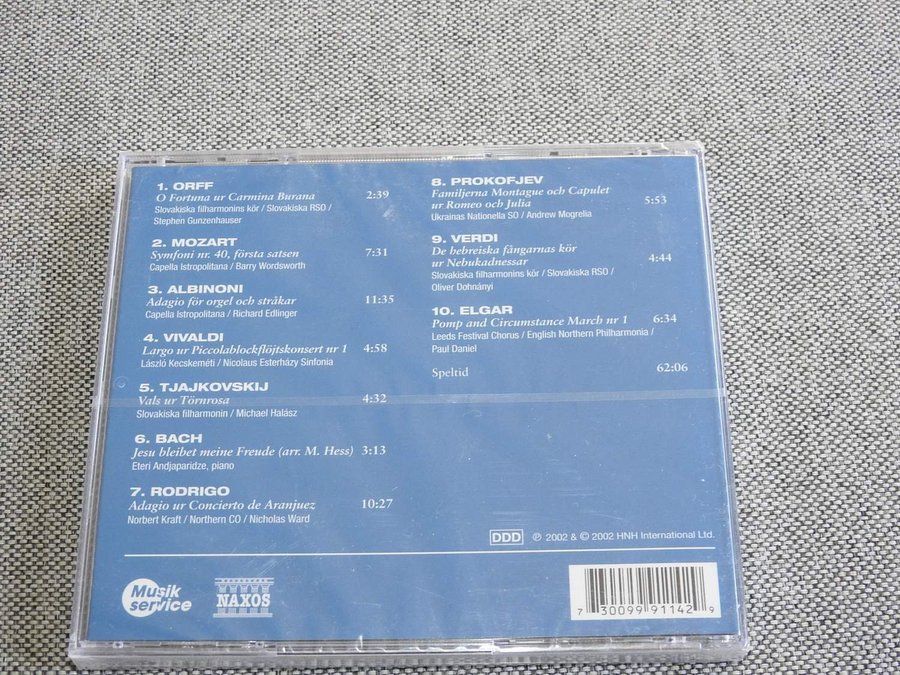 1. ORFF
O Fortuna ur Carmina Burana 2:39
Slovakiska filharmonins kör / Slovakiska RSO /
Stephen Gunzenhauser
2. MOZART
Symfoni nr. 40, första satsen 7:31
Capella Istropolitana / Barry Wordsworth
3. ALBINONI
Adagio för orgel och stråkar 11:35
Capella Istropolitana / Richard Edlinger
4. VIVALDI
Largo ur Piccolablockflöjtskonsert nr 1 4:58
László Kecskeméti / Nicolaus Esterházy Sinfonia
5. TJAJKOVSKIJ
Vals ur Törnrosa 4:32
Slovakiska filharmonin / Michael Halász
6. BACH
Jesu bleibet meine Freude (arr. M. Hess) 3:13
Eteri Andjaparidze, piano
7. RODRIGO
Adagio ur Concierto de Aranjuez 10:27
Norbert Kraft / Northern CO / Nicholas Ward
8. PROKOFJEV
Familjerna Montague och Capulet
ur Romeo och Julia 5:53
Ukrainas Nationella SO / Andrew Mogrelia
9. VERDI
De hebreiska fångarnas kör
ur Nebukadnessar 4:44
Slovakiska filharmonins kör / Slovakiska RSO /
Oliver Dohnányi
10. ELGAR
Pomp and Circumstance March nr 1 6:34
Leeds Festival Chorus / English Northern Philharmonia /
Paul Daniel
Speltid 62:06
DDD ℗ 2002 & © 2002 HNH International Ltd.
Musik
service
NAXOS
7 30099 91142 9